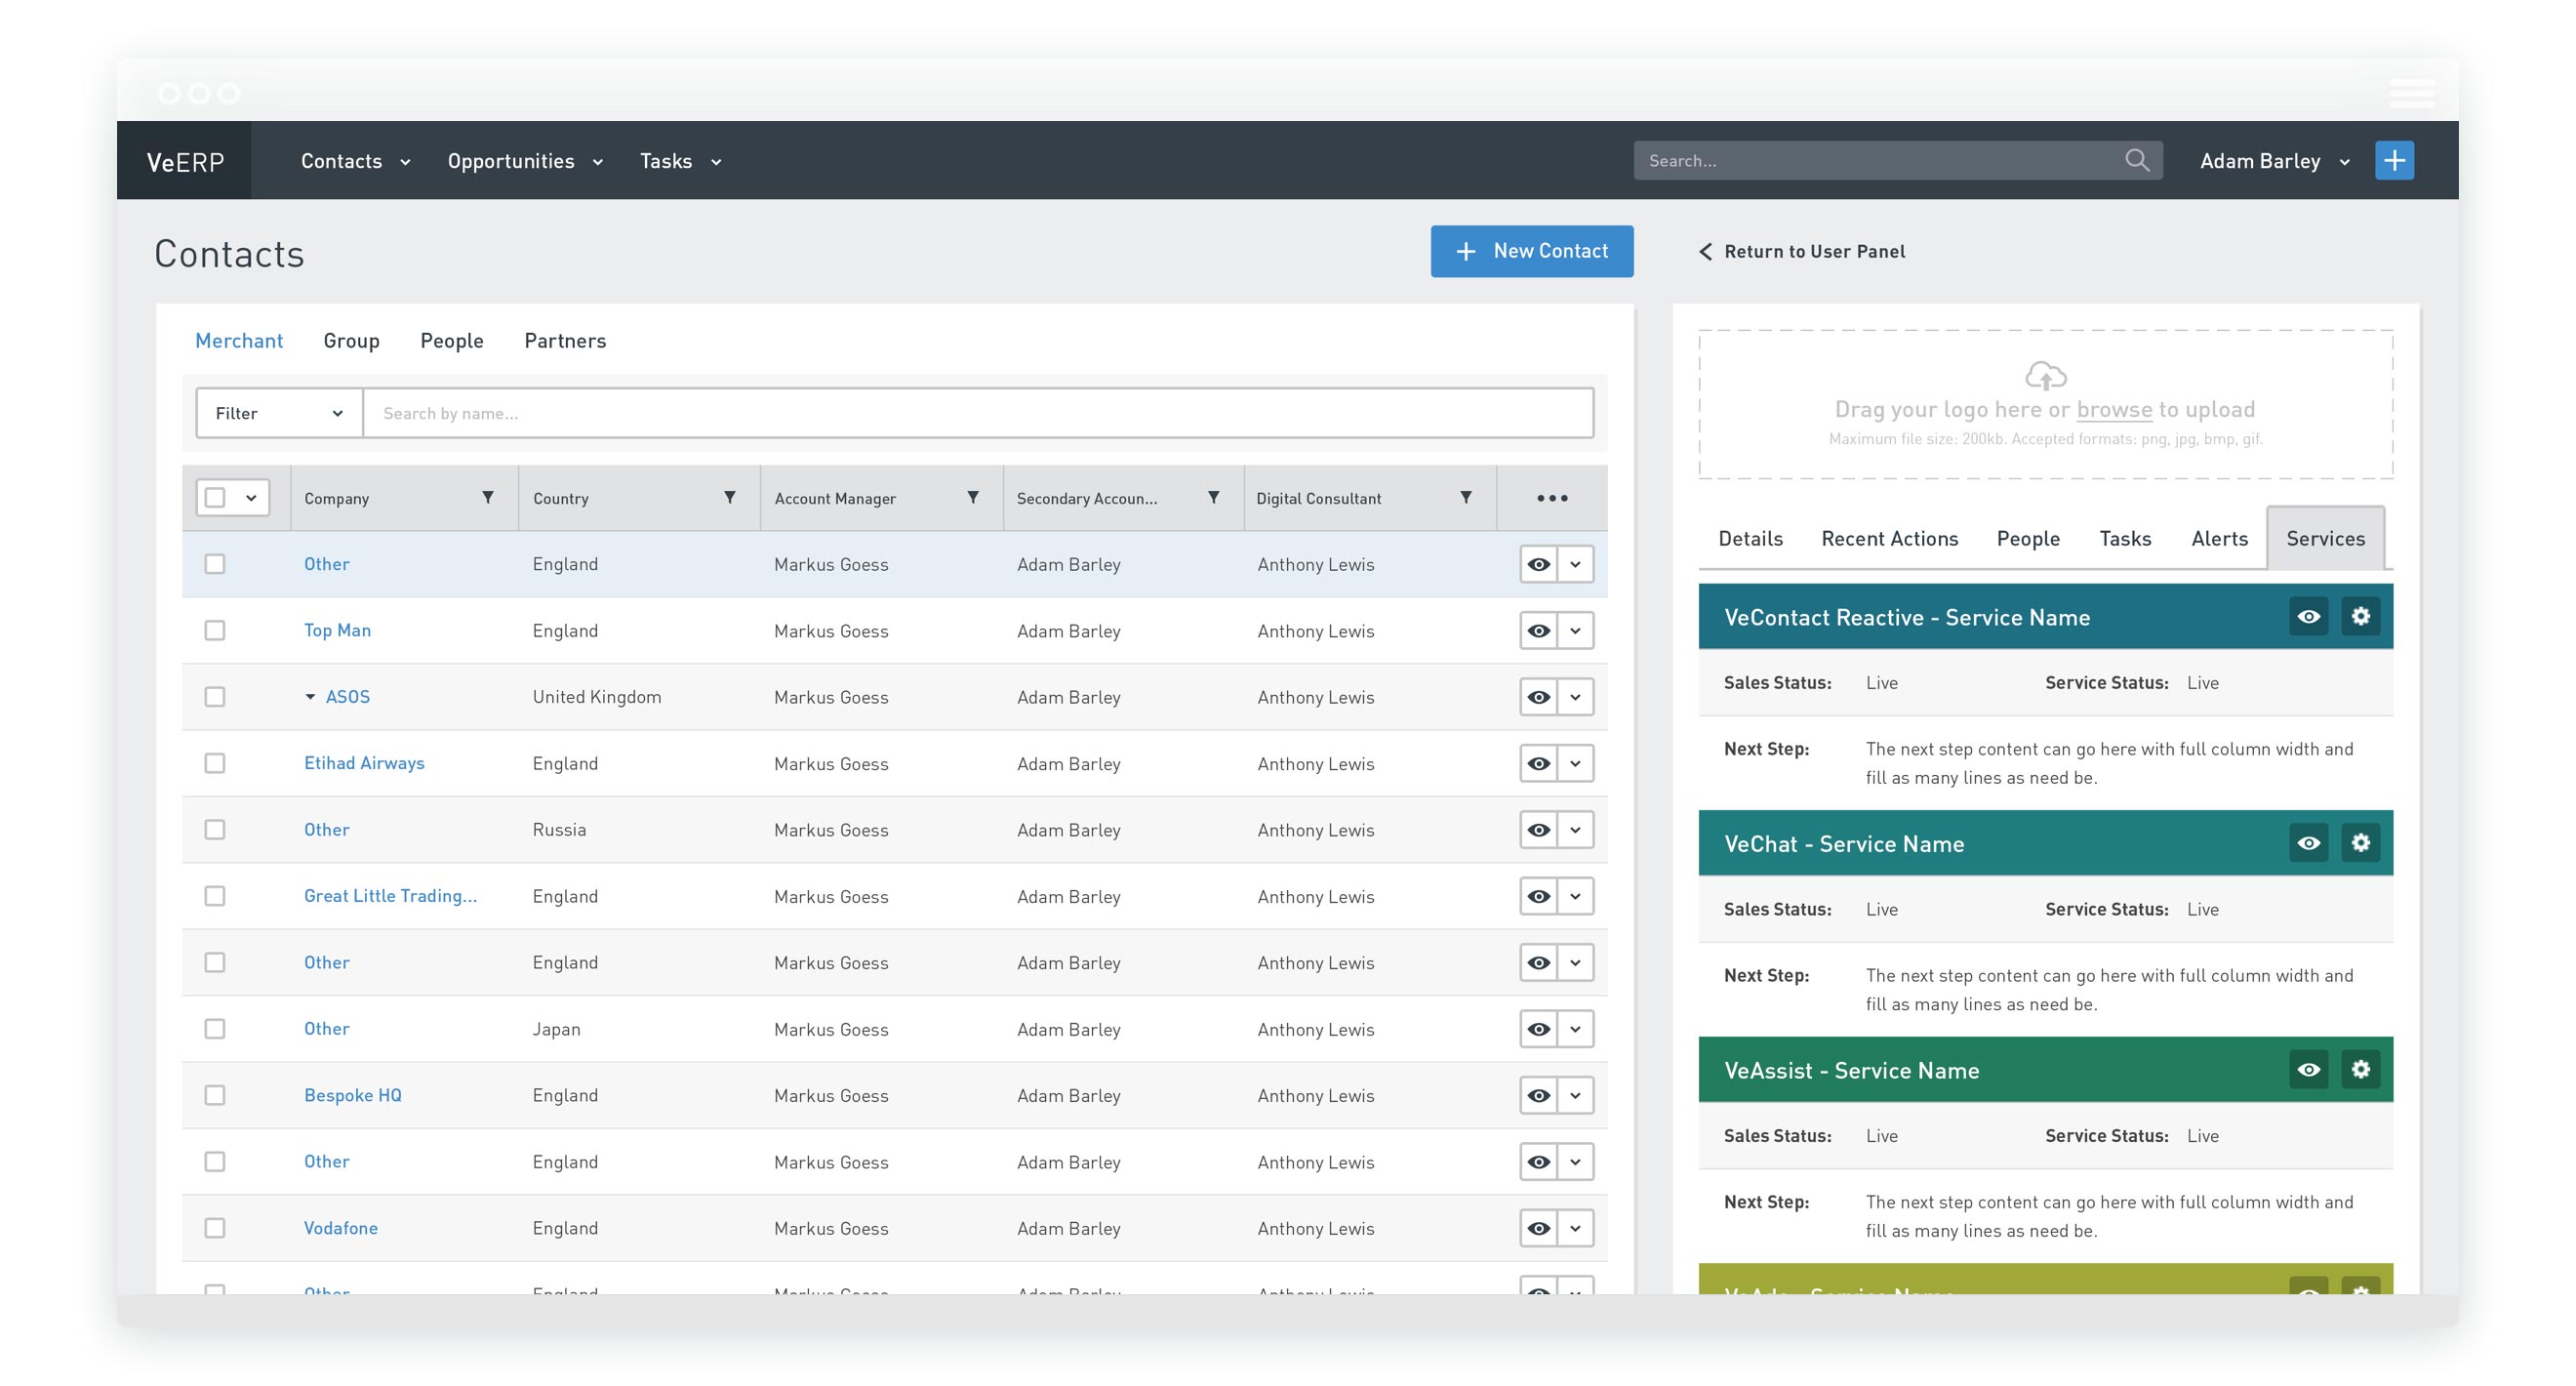 VeERP Contacts Opportunities Tasks Search... Adam Barley
Contacts
New Contact
Return to User Panel
Merchant Group People Partners
Filter Search by name...
Company Country Account Manager Secondary Accoun... Digital Consultant
Other England Markus Goess Adam Barley Anthony Lewis
Top Man England Markus Goess Adam Barley Anthony Lewis
ASOS United Kingdom Markus Goess Adam Barley Anthony Lewis
Etihad Airways England Markus Goess Adam Barley Anthony Lewis
Other Russia Markus Goess Adam Barley Anthony Lewis
Great Little Trading... England Markus Goess Adam Barley Anthony Lewis
Other England Markus Goess Adam Barley Anthony Lewis
Other Japan Markus Goess Adam Barley Anthony Lewis
Bespoke HQ England Markus Goess Adam Barley Anthony Lewis
Other England Markus Goess Adam Barley Anthony Lewis
Vodafone England Markus Goess Adam Barley Anthony Lewis
Other England Markus Goess Adam Barley Anthony Lewis
Drag your logo here or browse to upload
Maximum file size: 200kb. Accepted formats: png, jpg, bmp, gif.
Details Recent Actions People Tasks Alerts Services
VeContact Reactive - Service Name
Sales Status: Live Service Status: Live
Next Step: The next step content can go here with full column width and
fill as many lines as need be.
VeChat - Service Name
Sales Status: Live Service Status: Live
Next Step: The next step content can go here with full column width and
fill as many lines as need be.
VeAssist - Service Name
Sales Status: Live Service Status: Live
Next Step: The next step content can go here with full column width and
fill as many lines as need be.
VeAds - Service Name